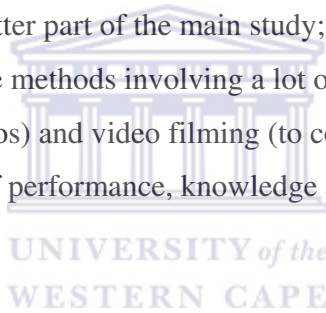 tter part of the main study;
e methods involving a lot o
os) and video filming (to co
f performance, knowledge
UNIVERSITY of the
WESTERN CAPE